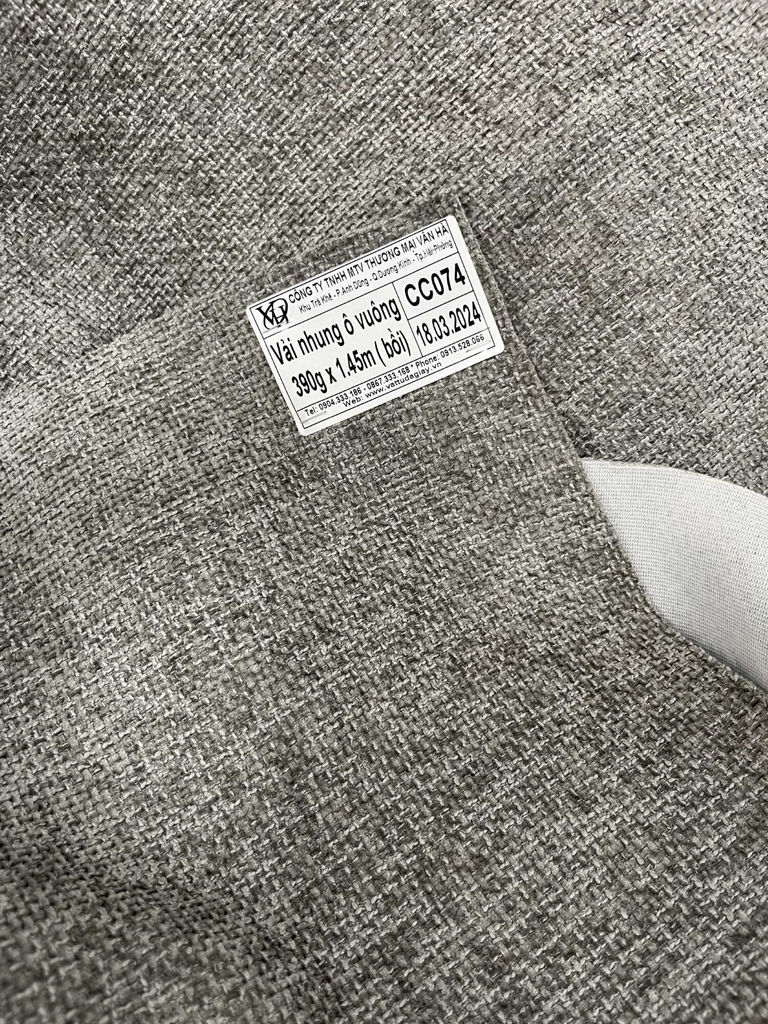 VH
CÔNG TY TNHH MTV THƯƠNG MẠI VÂN HÀ
Khu Trà Khê - P.Anh Dũng - Q.Dương Kinh - Tp.Hải Phòng
Vải nhung ô vuông
390g x 1.45m ( bồi)
CC074
18.03.2024
Tel: 0904.333.186 - 0867.333.168 * Phone: 0913.528.066
Web: www.vattudagiay.vn